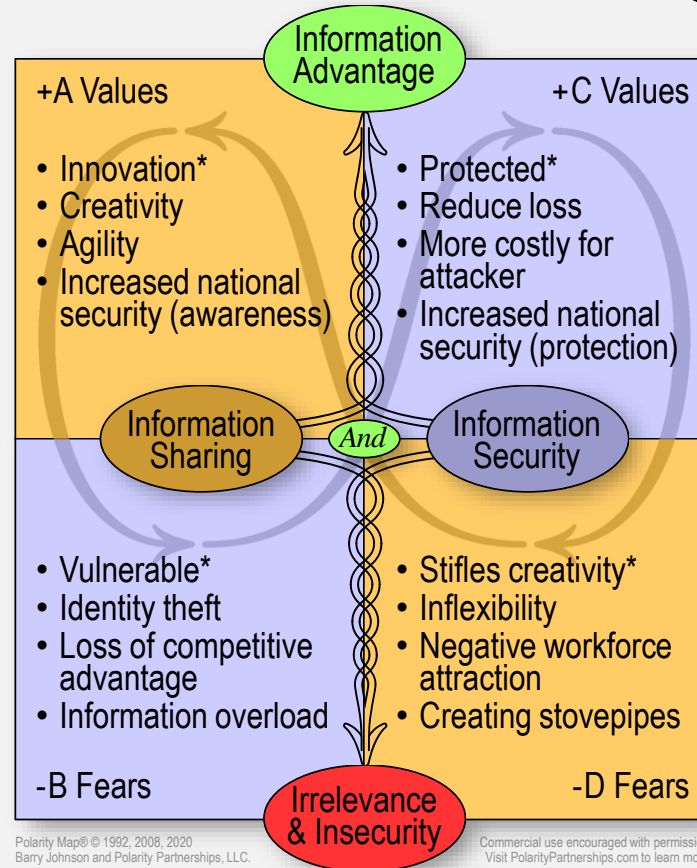 Information
Advantage
+A Values
• Innovation*
• Creativity
• Agility
• Increased national
security (awareness)
+C Values
• Protected*
• Reduce loss
• More costly for
attacker
• Increased national
security (protection)
Information
Sharing
And
Information
Security
• Vulnerable*
• Identity theft
• Loss of competitive
advantage
• Information overload
-B Fears
• Stifles creativity*
• Inflexibility
• Negative workforce
attraction
• Creating stovepipes
-D Fears
Irrelevance
& Insecurity
Polarity Map® © 1992, 2008, 2020
Barry Johnson and Polarity Partnerships, LLC.
Commercial use encouraged with
Visit PolarityPartnerships.com to learn